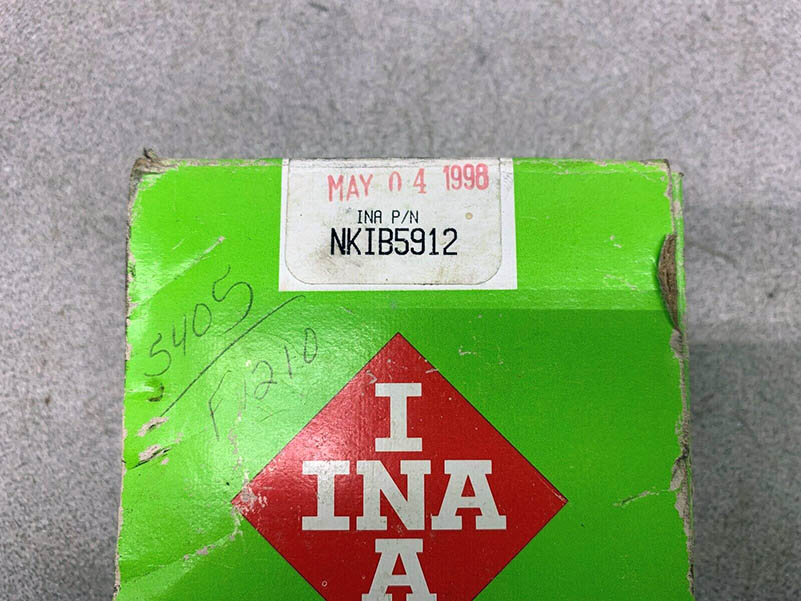 MAY 04 1998
INA P/N
NKIB5912
5405
F1210
I
INA
A